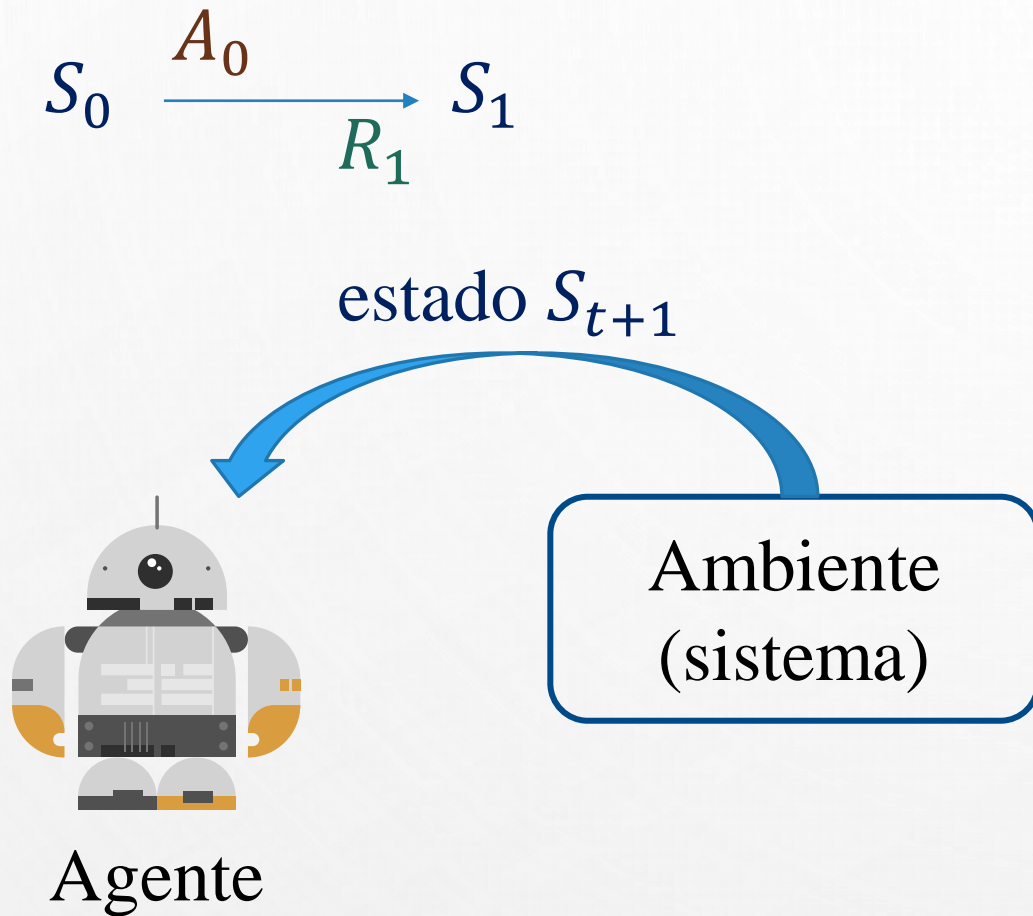 S₀ A₀ R₁ S₁
estado Sₜ₊₁
Ambiente
(sistema)
Agente